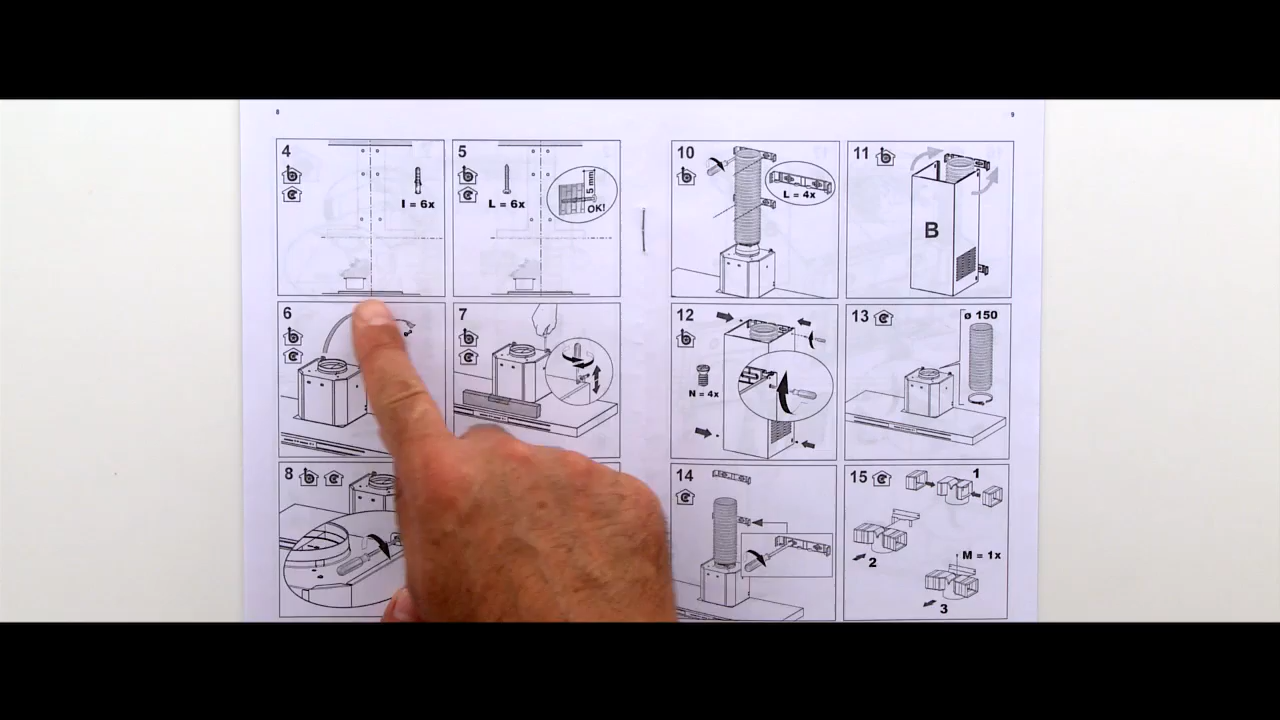 8
4
I = 6x
5
L = 6x
5 mm
OK!
6
7
8
9
10
L = 4x
11
B
12
N = 4x
13
ø 150
14
15
1
2
M = 1x
3